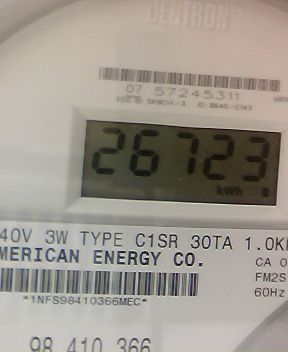 CENTRON
07 57245311
26723
kWh
40V 3W TYPE C1SR 30TA 1.0K
MERICAN ENERGY CO.
CA 0
FM2S
*1NFS98410366MEC*
60Hz
98 410 366